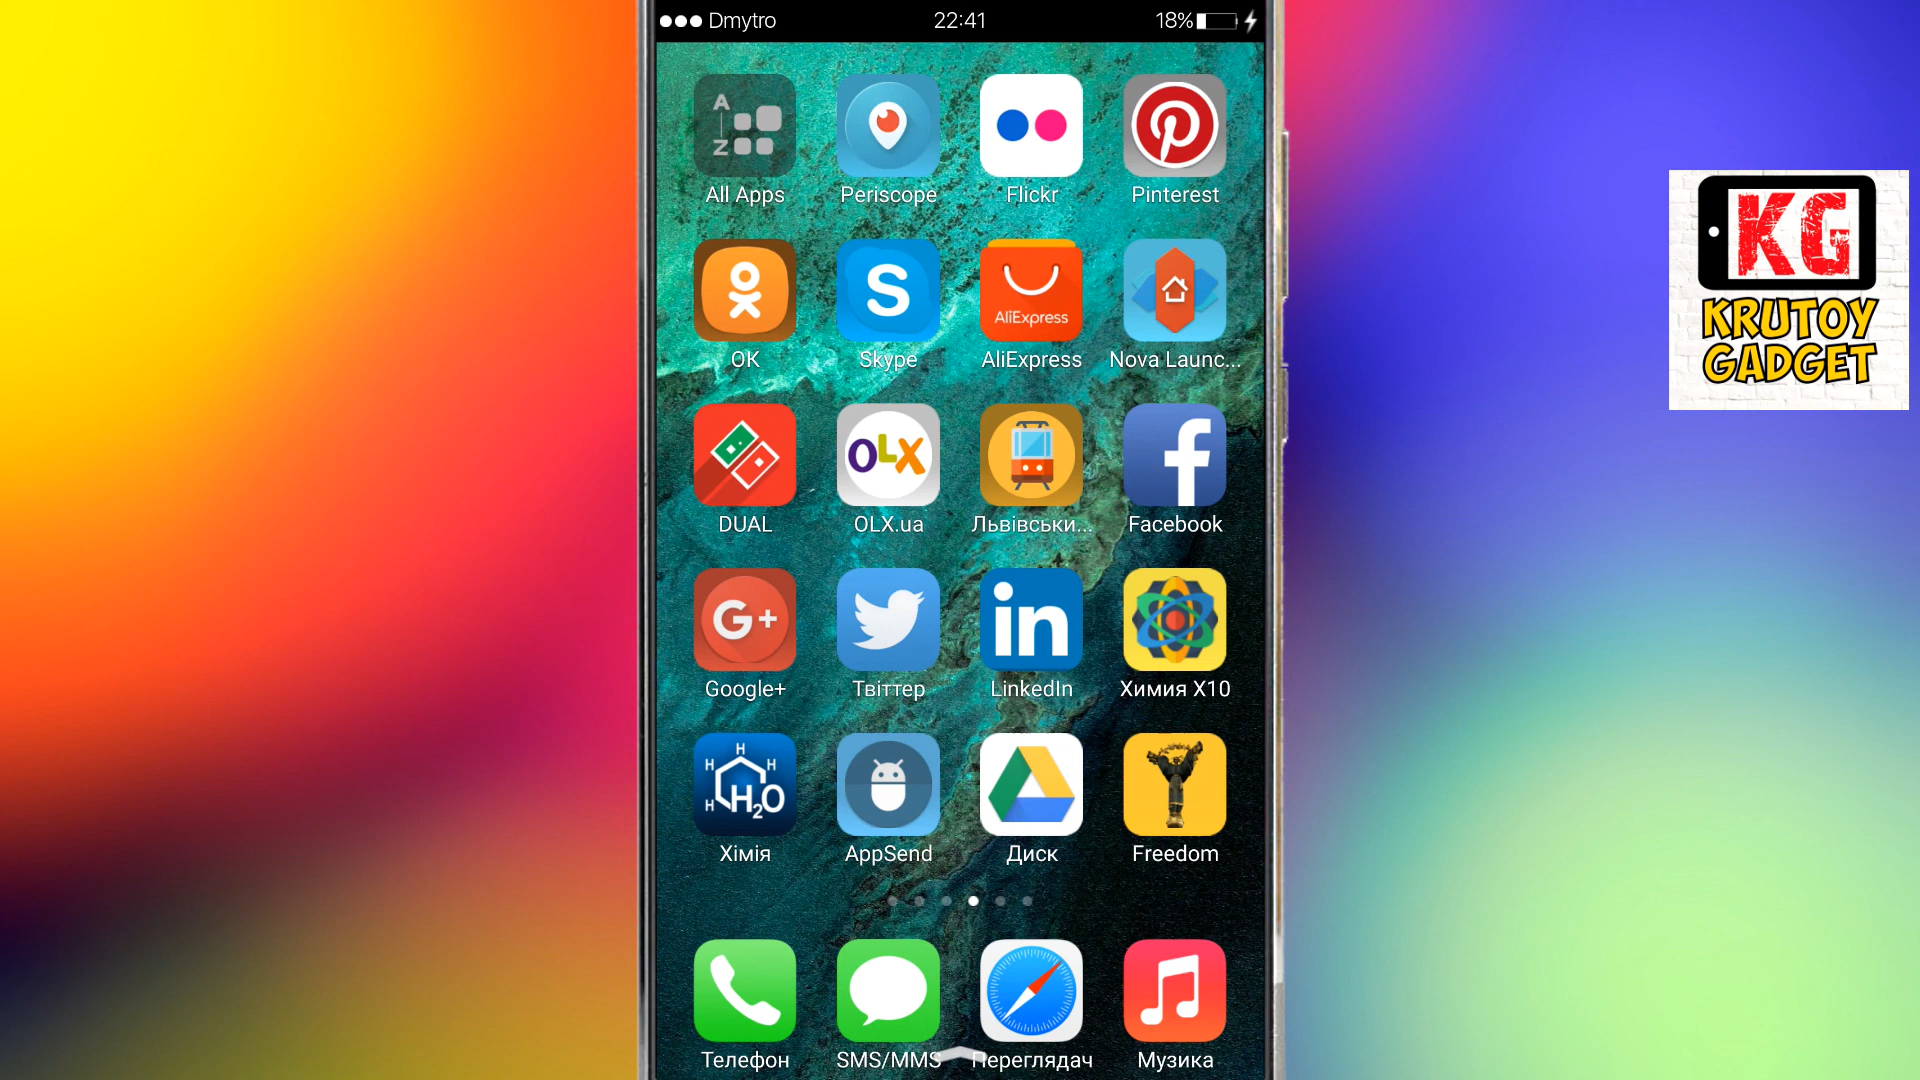 Dmytro 22:41 18%
A
Z
All Apps Periscope Flickr Pinterest
S AliExpress
OK Skype AliExpress Nova Launc...
OLX f
DUAL OLX.ua Львівськи... Facebook
G+ in
Google+ Твіттер LinkedIn Химия X10
H H H H H2O
Хімія AppSend Диск Freedom
Телефон SMS/MMS Переглядач Музика
KG
KRUTOY
GADGET